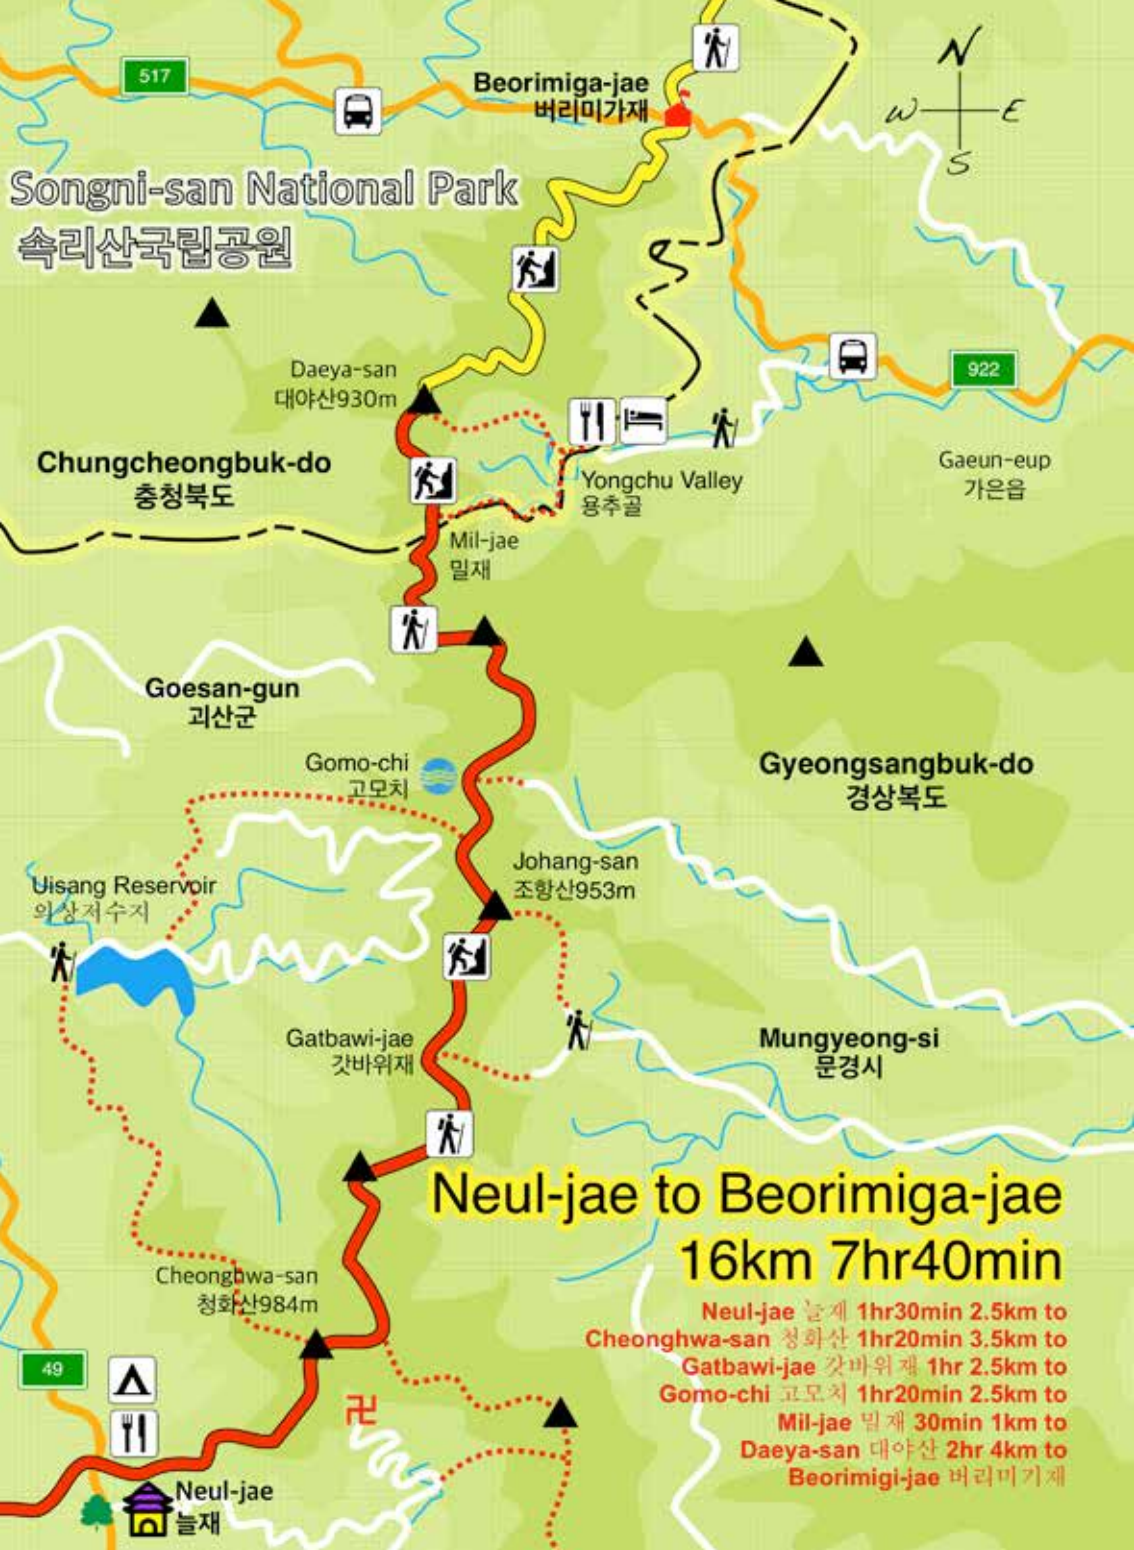 N
W E
S
517
Beorimiga-jae
버리미가재
Songni-san National Park
속리산국립공원
Daeya-san
대야산930m
922
Chungcheongbuk-do
충청북도
Yongchu Valley
용추골
Gaeun-eup
가은읍
Mil-jae
밀재
Goesan-gun
괴산군
Gomo-chi
고모치
Gyeongsangbuk-do
경상복도
Johang-san
조항산953m
Uisang Reservoir
의상저수지
Gatbawi-jae
갓바위재
Mungyeong-si
문경시
Neul-jae to Beorimiga-jae
16km 7hr40min
Cheonghwa-san
청화산984m
Neul-jae 늘재 1hr30min 2.5km to
Cheonghwa-san 청화산 1hr20min 3.5km to
Gatbawi-jae 갓바위재 1hr 2.5km to
Gomo-chi 고모치 1hr20min 2.5km to
Mil-jae 밀재 30min 1km to
Daeya-san 대야산 2hr 4km to
Beorimigi-jae 버리미기재
49
卍
Neul-jae
늘재